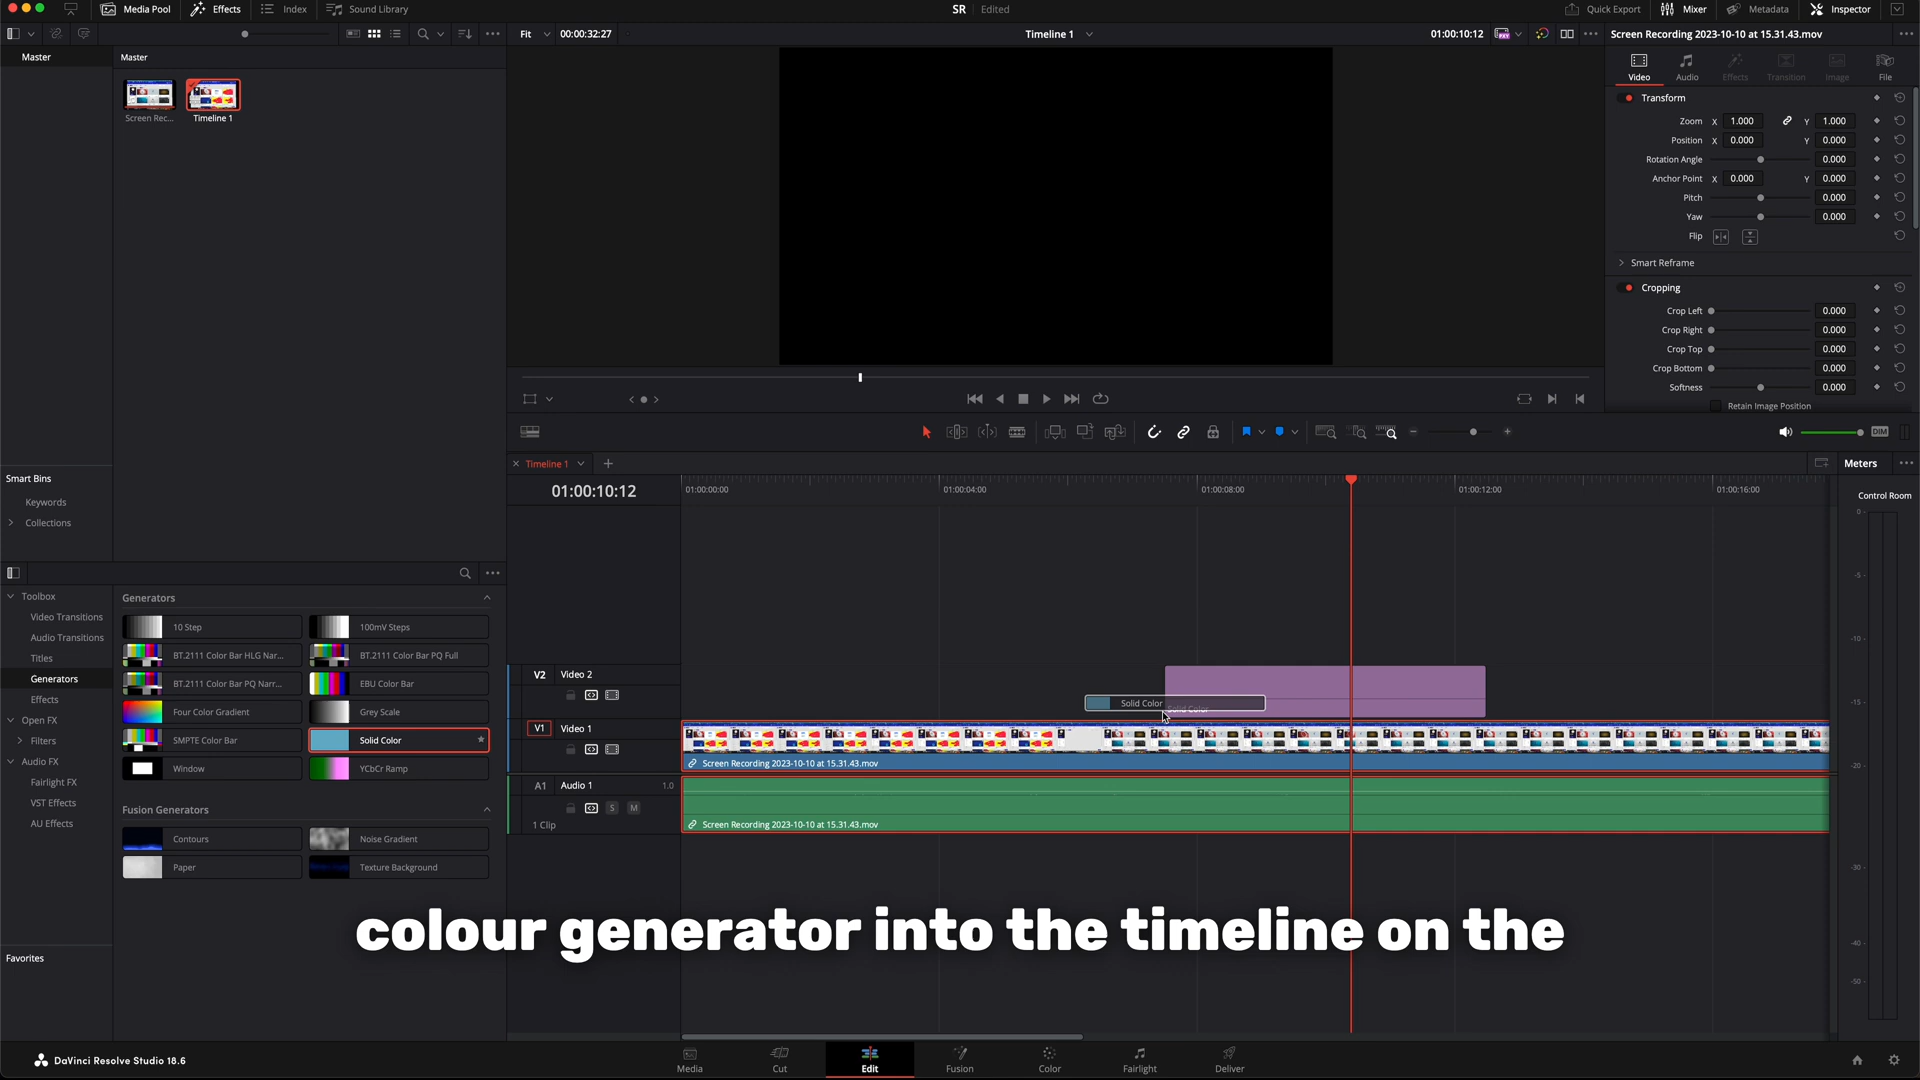 Media Pool
Effects
Index
Sound Library
SR
Edited
Quick Export
Mixer
Metadata
Inspector
Fit
00:00:32:27
Timeline 1
01:00:10:12
Screen Recording 2023-10-10 at 15.31.43.mov
Master
Master
Screen Rec...
Timeline 1
Video
Audio
Effects
Transition
Image
File
Transform
Zoom X 1.000 Y 1.000
Position X 0.000 Y 0.000
Rotation Angle 0.000
Anchor Point X 0.000 Y 0.000
Pitch 0.000
Yaw 0.000
Flip
Smart Reframe
Cropping
Crop Left 0.000
Crop Right 0.000
Crop Top 0.000
Crop Bottom 0.000
Softness 0.000
Retain Image Position
DIM
Smart Bins
Keywords
Collections
Timeline 1
Meters
01:00:10:12
01:00:00:00
01:00:04:00
01:00:08:00
01:00:12:00
01:00:16:00
Control Room
0
-5
-10
-15
-20
-30
-40
-50
Toolbox
Video Transitions
Audio Transitions
Titles
Generators
Effects
Open FX
Filters
Audio FX
Fairlight FX
VST Effects
AU Effects
Favorites
Generators
10 Step
100mV Steps
BT.2111 Color Bar HLG Nar...
BT.2111 Color Bar PQ Full
BT.2111 Color Bar PQ Narr...
EBU Color Bar
Four Color Gradient
Grey Scale
SMPTE Color Bar
Solid Color
Window
YCbCr Ramp
Fusion Generators
Contours
Noise Gradient
Paper
Texture Background
V2 Video 2
Solid Color
Solid Color
V1 Video 1
Screen Recording 2023-10-10 at 15.31.43.mov
A1 Audio 1 1.0
S M
1 Clip
Screen Recording 2023-10-10 at 15.31.43.mov
colour generator into the timeline on the
DaVinci Resolve Studio 18.6
Media
Cut
Edit
Fusion
Color
Fairlight
Deliver